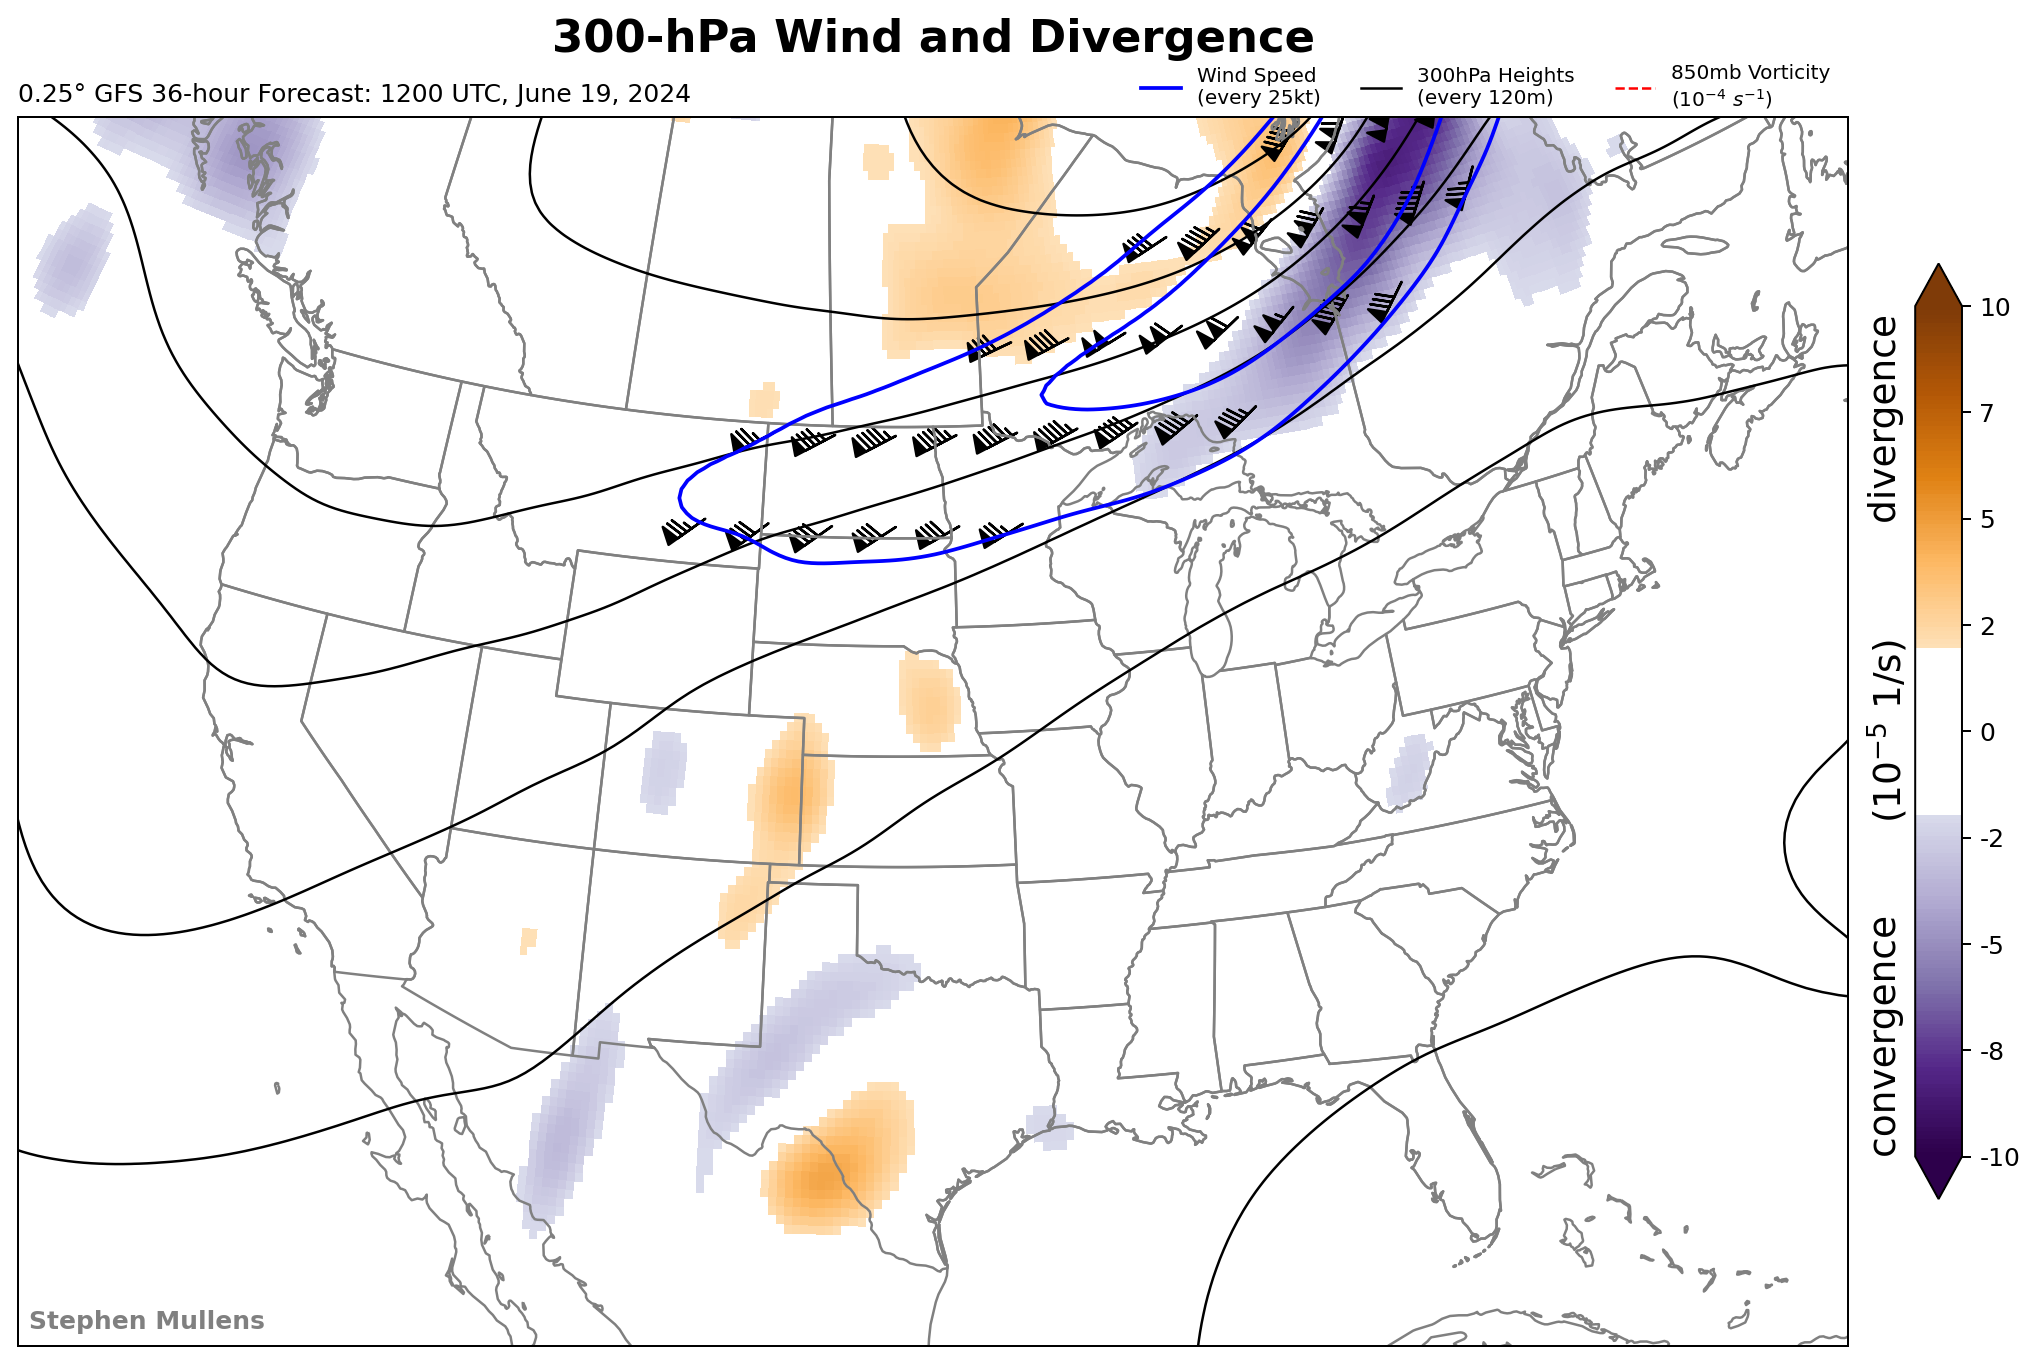 300-hPa Wind and Divergence
0.25° GFS 36-hour Forecast: 1200 UTC, June 19, 2024
Wind Speed
(every 25kt)
300hPa Heights
(every 120m)
850mb Vorticity
(10⁻⁴ s⁻¹)
10
7
5
2
0
-2
-5
-8
-10
convergence (10⁻⁵ 1/s) divergence
Stephen Mullens